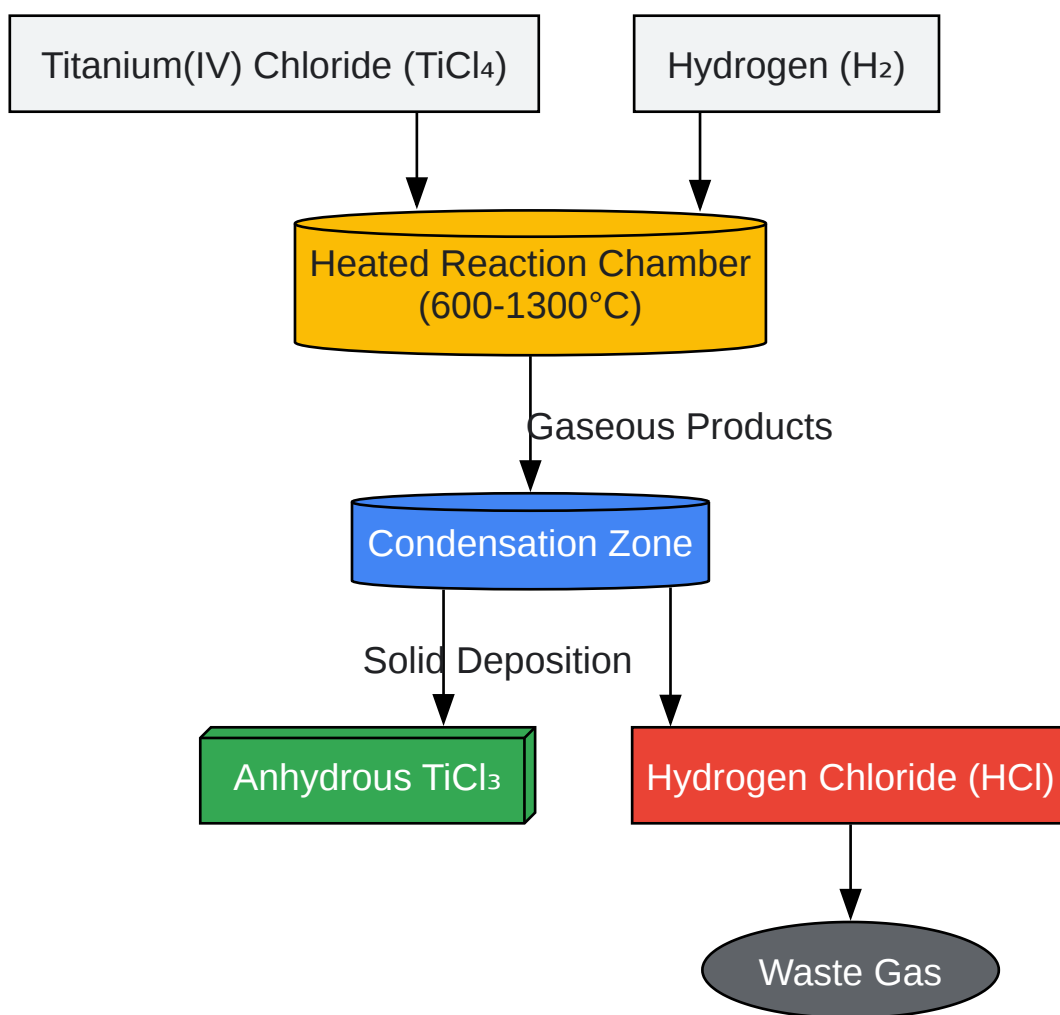 Titanium(IV) Chloride (TiCl₄)
Hydrogen (H₂)
Heated Reaction Chamber
(600-1300°C)
Gaseous Products
Condensation Zone
Solid Deposition
Anhydrous TiCl₃
Hydrogen Chloride (HCl)
Waste Gas